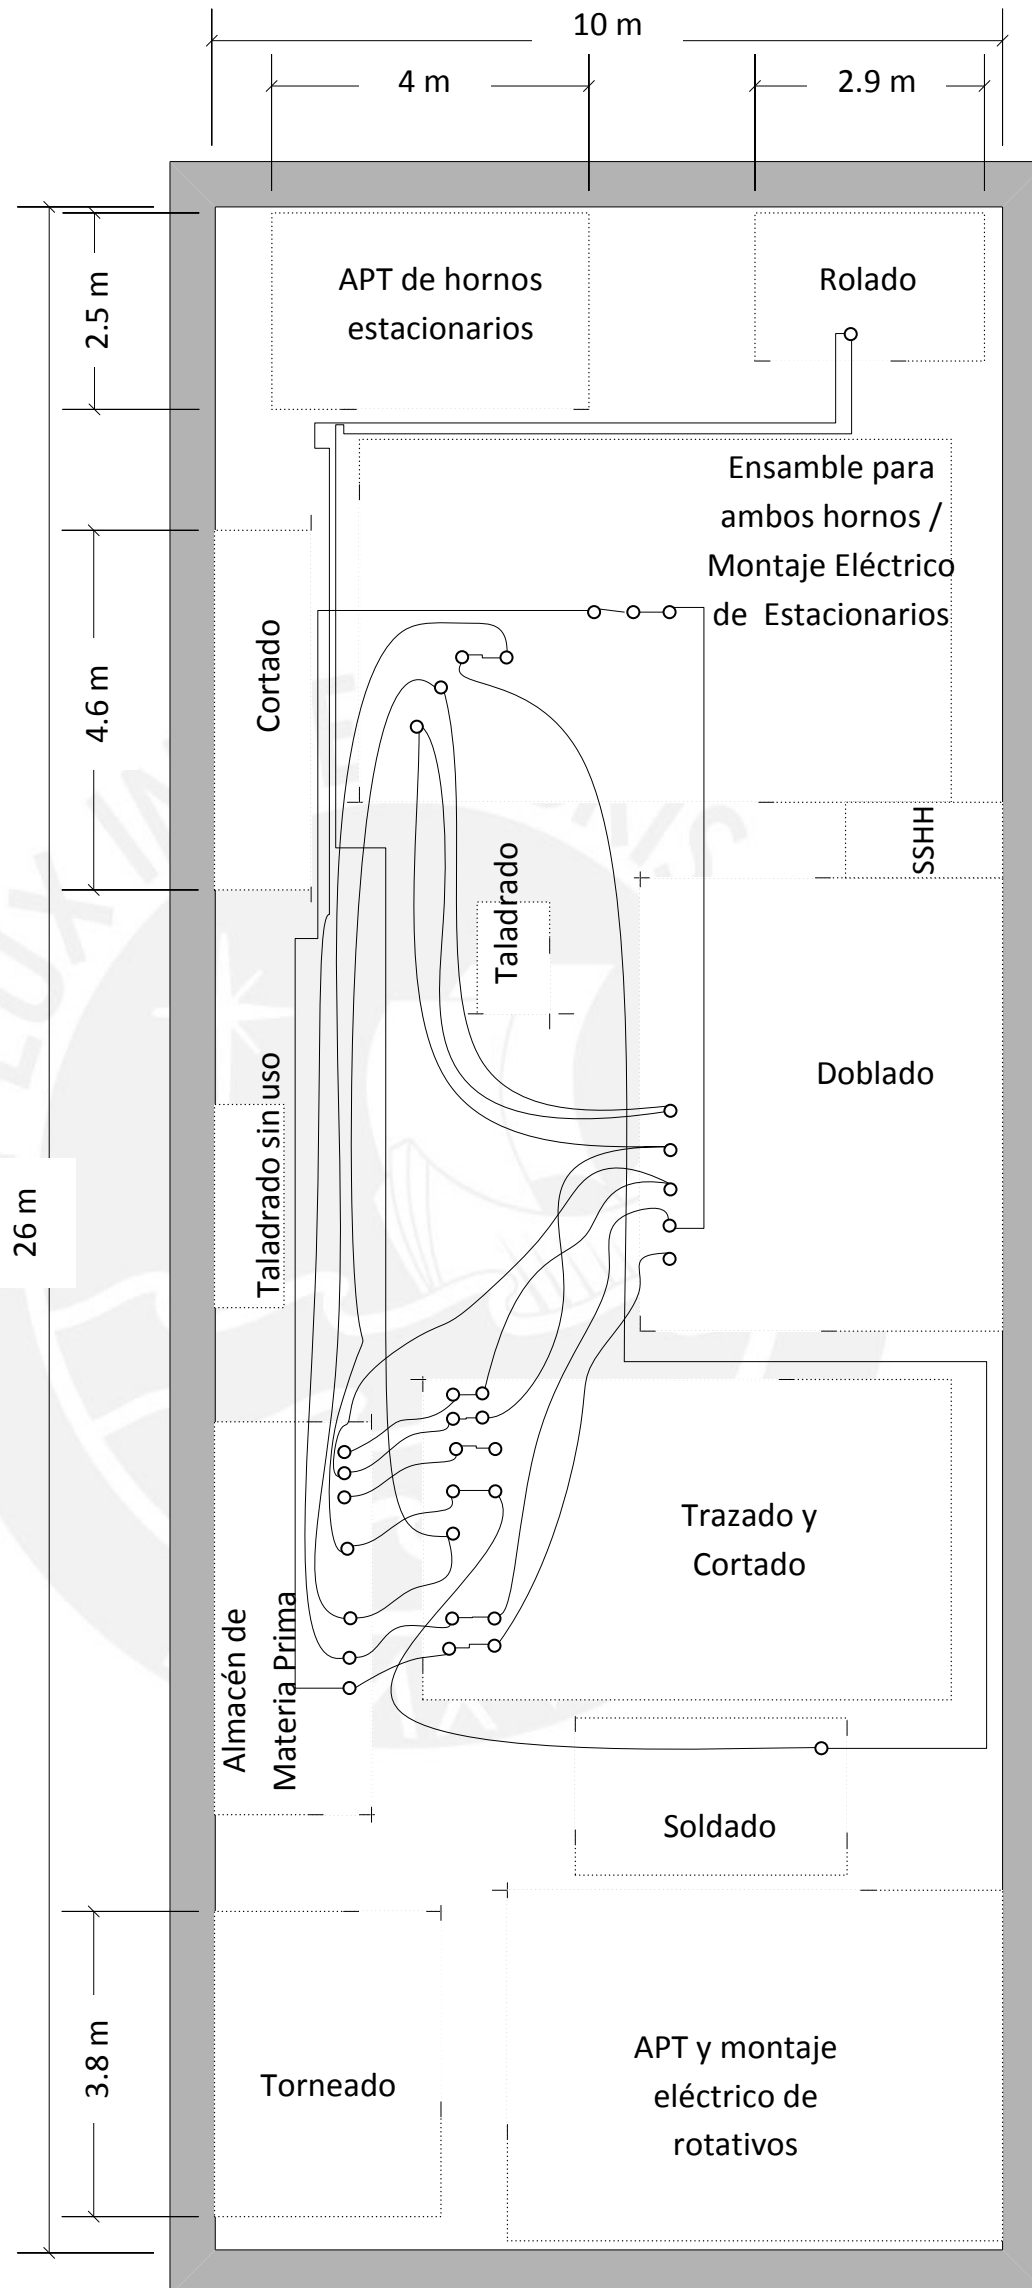 10 m
4 m
2.9 m
2.5 m
APT de hornos
estacionarios
Rolado
Ensamble para
ambos hornos /
Montaje Eléctrico
de Estacionarios
4.6 m
Cortado
SSHH
Taladrado
Doblado
Taladrado sin uso
26 m
Trazado y
Cortado
Almacén de
Materia Prima
Soldado
3.8 m
Torneado
APT y montaje
eléctrico de
rotativos